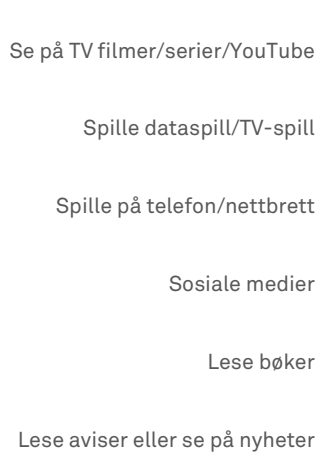 Se på TV filmer/serier/YouTube
Spille dataspill/TV-spill
Spille på telefon/nettbrett
Sosiale medier
Lese bøker
Lese aviser eller se på nyheter